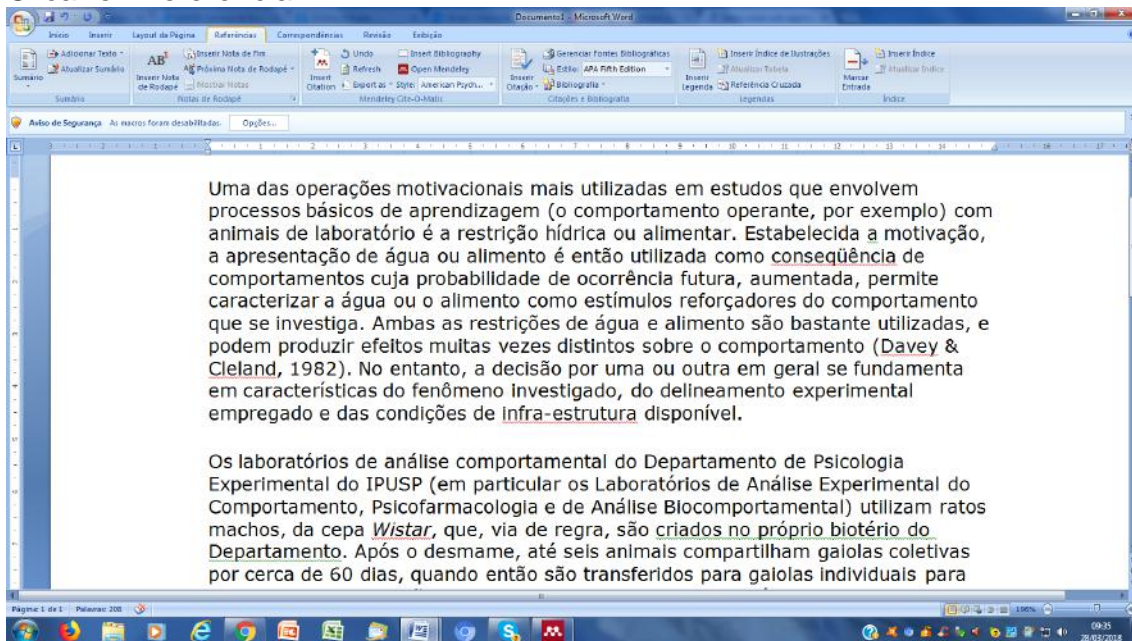 Documento1 - Microsoft Word
Início Inserir Layout da Página Referências Correspondências Revisão Exibição
Sumário
Adicionar Texto
Atualizar Sumário
Sumário
AB¹
Inserir Nota de Rodapé
Inserir Nota de Fim
Próxima Nota de Rodapé
Mostrar Notas
Notas de Rodapé
Insert Citation
Undo
Refresh
Export as
Insert Bibliography
Open Mendeley
Style: American Psych...
Mendeley Cite-O-Matic
Inserir Citação
Gerenciar Fontes Bibliográficas
Estilo: APA Fifth Edition
Bibliografia
Citações e Bibliografia
Inserir Legenda
Inserir Índice de Ilustrações
Atualizar Tabela
Referência Cruzada
Legendas
Marcar Entrada
Inserir Índice
Atualizar Índice
Índice
Aviso de Segurança As macros foram desabilitadas. Opções...
Uma das operações motivacionais mais utilizadas em estudos que envolvem
processos básicos de aprendizagem (o comportamento operante, por exemplo) com
animais de laboratório é a restrição hídrica ou alimentar. Estabelecida a motivação,
a apresentação de água ou alimento é então utilizada como conseqüência de
comportamentos cuja probabilidade de ocorrência futura, aumentada, permite
caracterizar a água ou o alimento como estímulos reforçadores do comportamento
que se investiga. Ambas as restrições de água e alimento são bastante utilizadas, e
podem produzir efeitos muitas vezes distintos sobre o comportamento (Davey &
Cleland, 1982). No entanto, a decisão por uma ou outra em geral se fundamenta
em características do fenômeno investigado, do delineamento experimental
empregado e das condições de infra-estrutura disponível.
Os laboratórios de análise comportamental do Departamento de Psicologia
Experimental do IPUSP (em particular os Laboratórios de Análise Experimental do
Comportamento, Psicofarmacologia e de Análise Biocomportamental) utilizam ratos
machos, da cepa Wistar, que, via de regra, são criados no próprio biotério do
Departamento. Após o desmame, até seis animais compartilham gaiolas coletivas
por cerca de 60 dias, quando então são transferidos para gaiolas individuais para
Página: 1 de 1 Palavras: 208 106%
09:35
28/03/2018